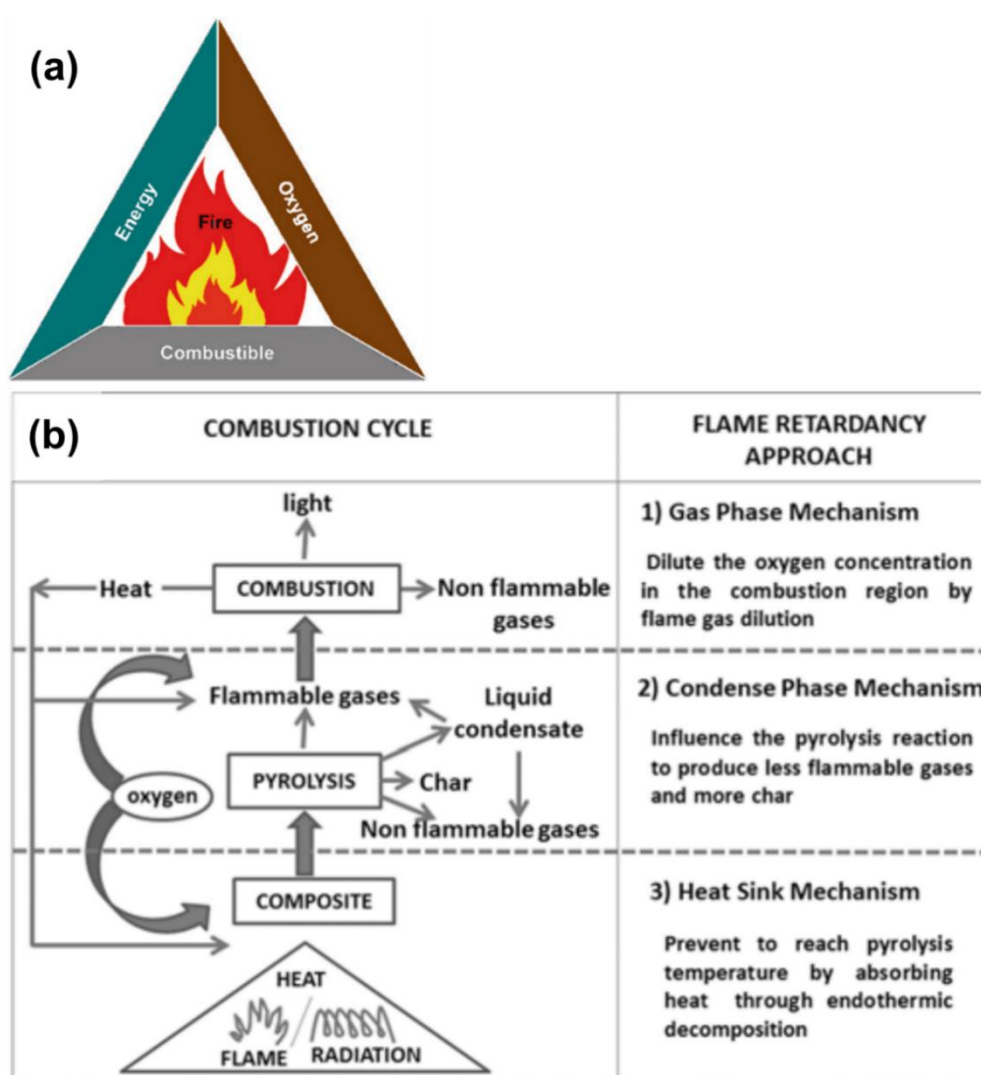 (a)
Energy
Oxygen
Fire
Combustible
(b)
COMBUSTION CYCLE
FLAME RETARDANCY
APPROACH
light
Heat
COMBUSTION
Non flammable
gases
1) Gas Phase Mechanism
Dilute the oxygen concentration
in the combustion region by
flame gas dilution
Flammable gases
Liquid
condensate
PYROLYSIS
Char
oxygen
Non flammable gases
2) Condense Phase Mechanism
Influence the pyrolysis reaction
to produce less flammable gases
and more char
COMPOSITE
HEAT
FLAME
RADIATION
3) Heat Sink Mechanism
Prevent to reach pyrolysis
temperature by absorbing
heat through endothermic
decomposition